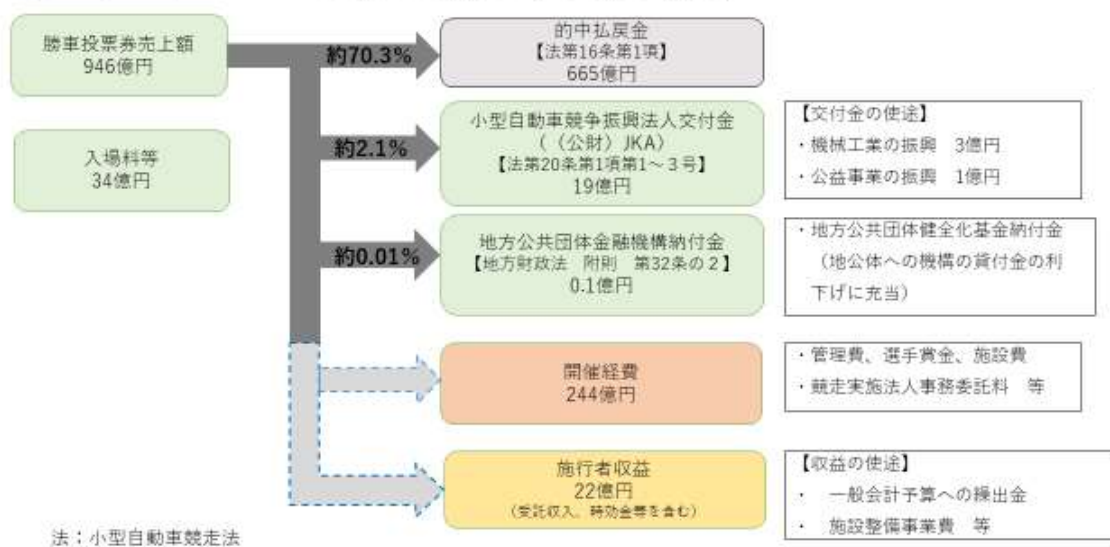 勝車投票券売上額
946億円
入場料等
34億円
約70.3%
的中払戻金
【法第16条第1項】
665億円
約2.1%
小型自動車競争振興法人交付金
（（公財）JKA）
【法第20条第1項第1～3号】
19億円
【交付金の使途】
・機械工業の振興　3億円
・公益事業の振興　1億円
約0.01%
地方公共団体金融機構納付金
【地方財政法　附則　第32条の2】
0.1億円
・地方公共団体健全化基金納付金
（地公体への機構の貸付金の利
下げに充当）
開催経費
244億円
・管理費、選手賞金、施設費
・競走実施法人事務委託料　等
施行者収益
22億円
（受託収入、時効金等を含む）
【収益の使途】
・　一般会計予算への繰出金
・　施設整備事業費　等
法：小型自動車競走法